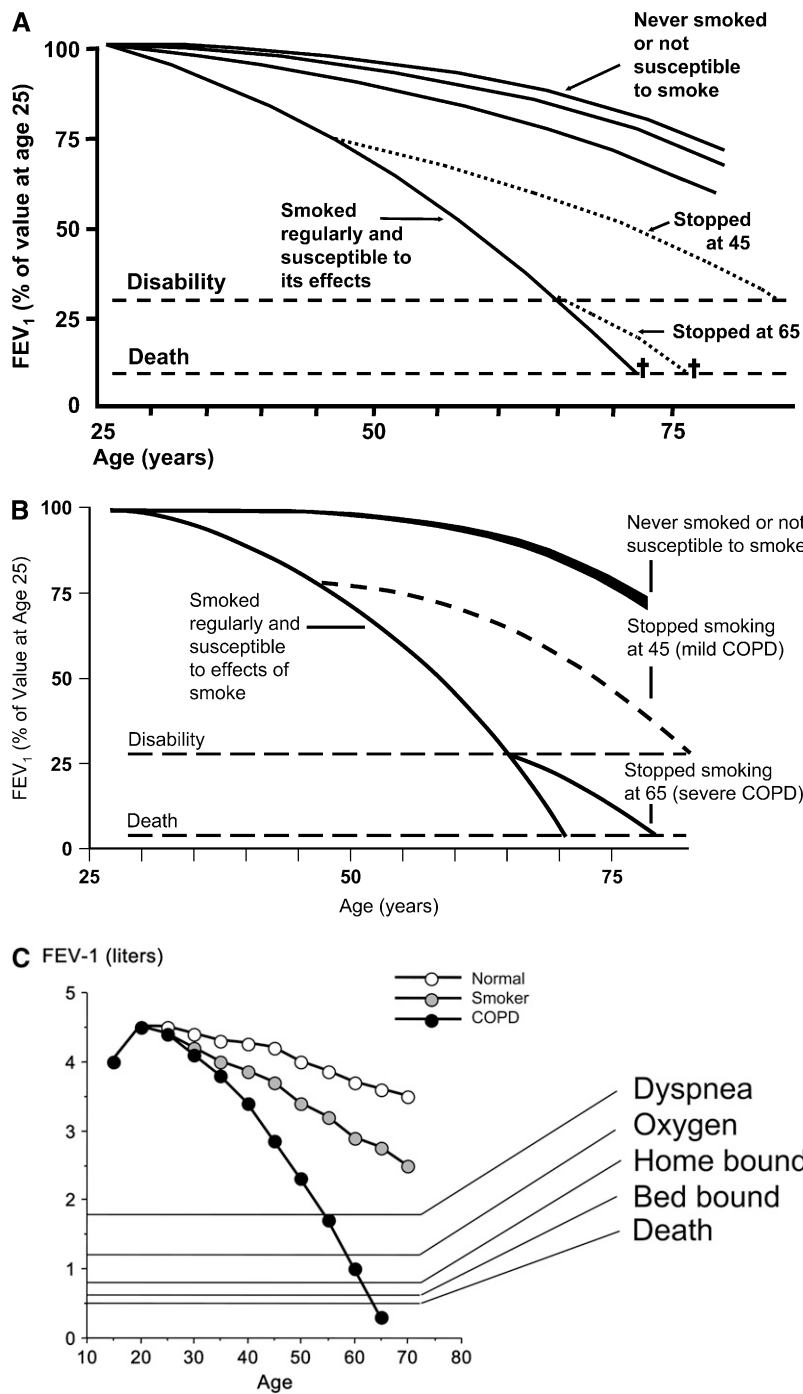 A
Never smoked
or not
susceptible
to smoke
100
75
50
25
0
FEV1 (% of value at age 25)
Smoked
regularly and
susceptible to
its effects
Stopped
at 45
Disability
Stopped at 65
Death
† †
25 50 75
Age (years)
B
100
75
50
25
0
FEV1 (% of Value at Age 25)
Never smoked or not
susceptible to smoke
Smoked
regularly and
susceptible
to effects of
smoke
Stopped smoking
at 45 (mild COPD)
Disability
Stopped smoking
at 65 (severe COPD)
Death
25 50 75
Age (years)
C FEV-1 (liters)
Normal
Smoker
COPD
5
4
3
2
1
0
Dyspnea
Oxygen
Home bound
Bed bound
Death
10 20 30 40 50 60 70 80
Age